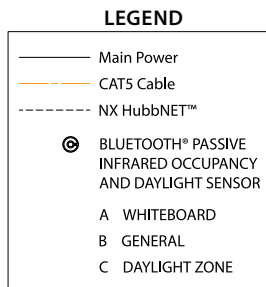 LEGEND
Main Power
CAT5 Cable
NX HubbNET™
BLUETOOTH® PASSIVE
INFRARED OCCUPANCY
AND DAYLIGHT SENSOR
A WHITEBOARD
B GENERAL
C DAYLIGHT ZONE